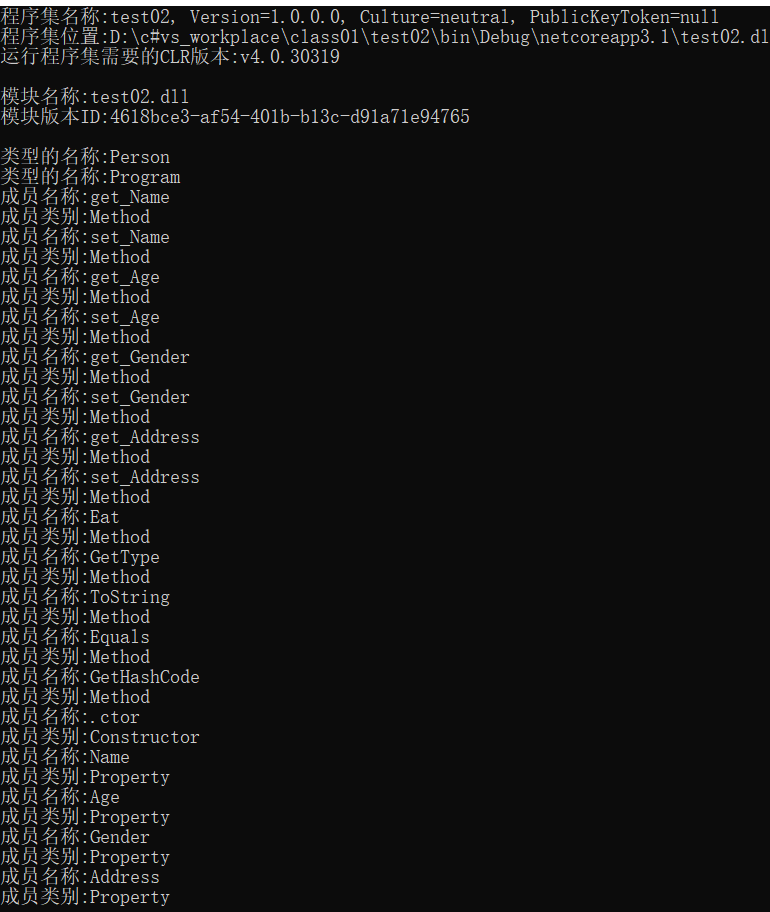 程序集名称:test02, Version=1.0.0.0, Culture=neutral, PublicKeyToken=null
程序集位置:D:\c#vs_workplace\class01\test02\bin\Debug\netcoreapp3.1\test02.dl
运行程序集需要的CLR版本:v4.0.30319
模块名称:test02.dll
模块版本ID:4618bce3-af54-401b-b13c-d91a71e94765
类型的名称:Person
类型的名称:Program
成员名称:get_Name
成员类别:Method
成员名称:set_Name
成员类别:Method
成员名称:get_Age
成员类别:Method
成员名称:set_Age
成员类别:Method
成员名称:get_Gender
成员类别:Method
成员名称:set_Gender
成员类别:Method
成员名称:get_Address
成员类别:Method
成员名称:set_Address
成员类别:Method
成员名称:Eat
成员类别:Method
成员名称:GetType
成员类别:Method
成员名称:ToString
成员类别:Method
成员名称:Equals
成员类别:Method
成员名称:GetHashCode
成员类别:Method
成员名称:.ctor
成员类别:Constructor
成员名称:Name
成员类别:Property
成员名称:Age
成员类别:Property
成员名称:Gender
成员类别:Property
成员名称:Address
成员类别:Property